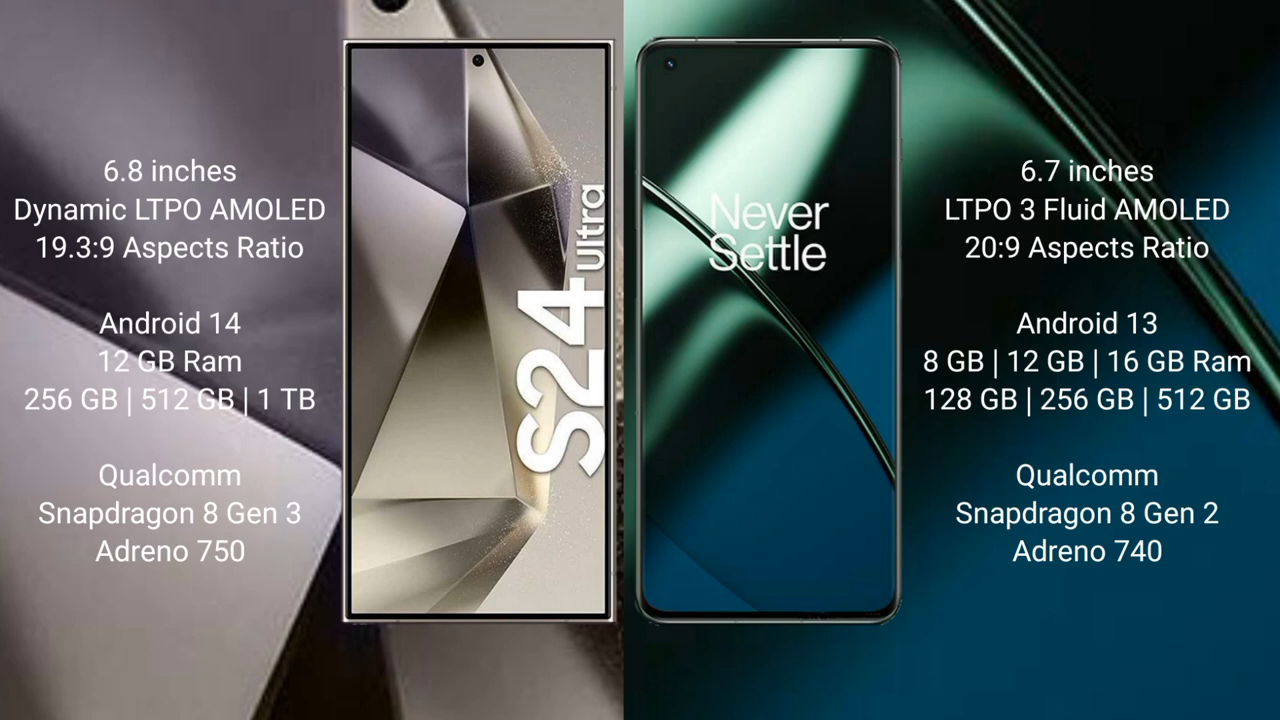 6.8 inches
Dynamic LTPO AMOLED
19.3:9 Aspects Ratio
Android 14
12 GB Ram
256 GB | 512 GB | 1 TB
Qualcomm
Snapdragon 8 Gen 3
Adreno 750
S24 Ultra
Never
Settle
6.7 inches
LTPO 3 Fluid AMOLED
20:9 Aspects Ratio
Android 13
8 GB | 12 GB | 16 GB Ram
128 GB | 256 GB | 512 GB
Qualcomm
Snapdragon 8 Gen 2
Adreno 740